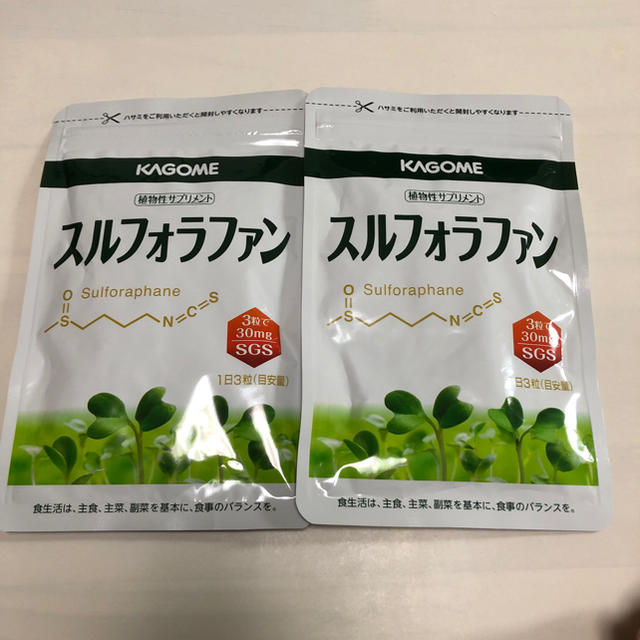 ハサミをご利用いただくと開封しやすくなります
KAGOME
植物性サプリメント
スルフォラファン
O
Sulforaphane
S
N=C=S
3粒で
30mg
SGS
1日3粒(目安量)
食生活は、主食、主菜、副菜を基本に、食事のバランスを。
ハサミをご利用いただくと開封しやすくなります
KAGOME
植物性サプリメント
スルフォラファン
O
Sulforaphane
S
N=C=S
3粒で
30mg
SGS
日3粒(目安量)
食生活は、主食、主菜、副菜を基本に、食事のバランスを。